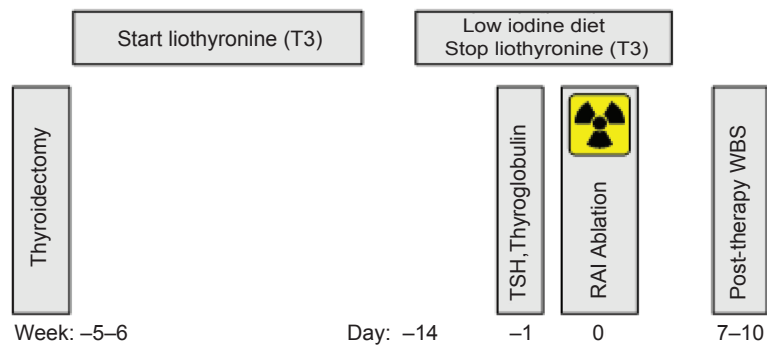 Start liothyronine (T3)
Low iodine diet
Stop liothyronine (T3)
Thyroidectomy
TSH,Thyroglobulin
RAI Ablation
Post-therapy WBS
Week: –5–6
Day: –14
–1
0
7–10